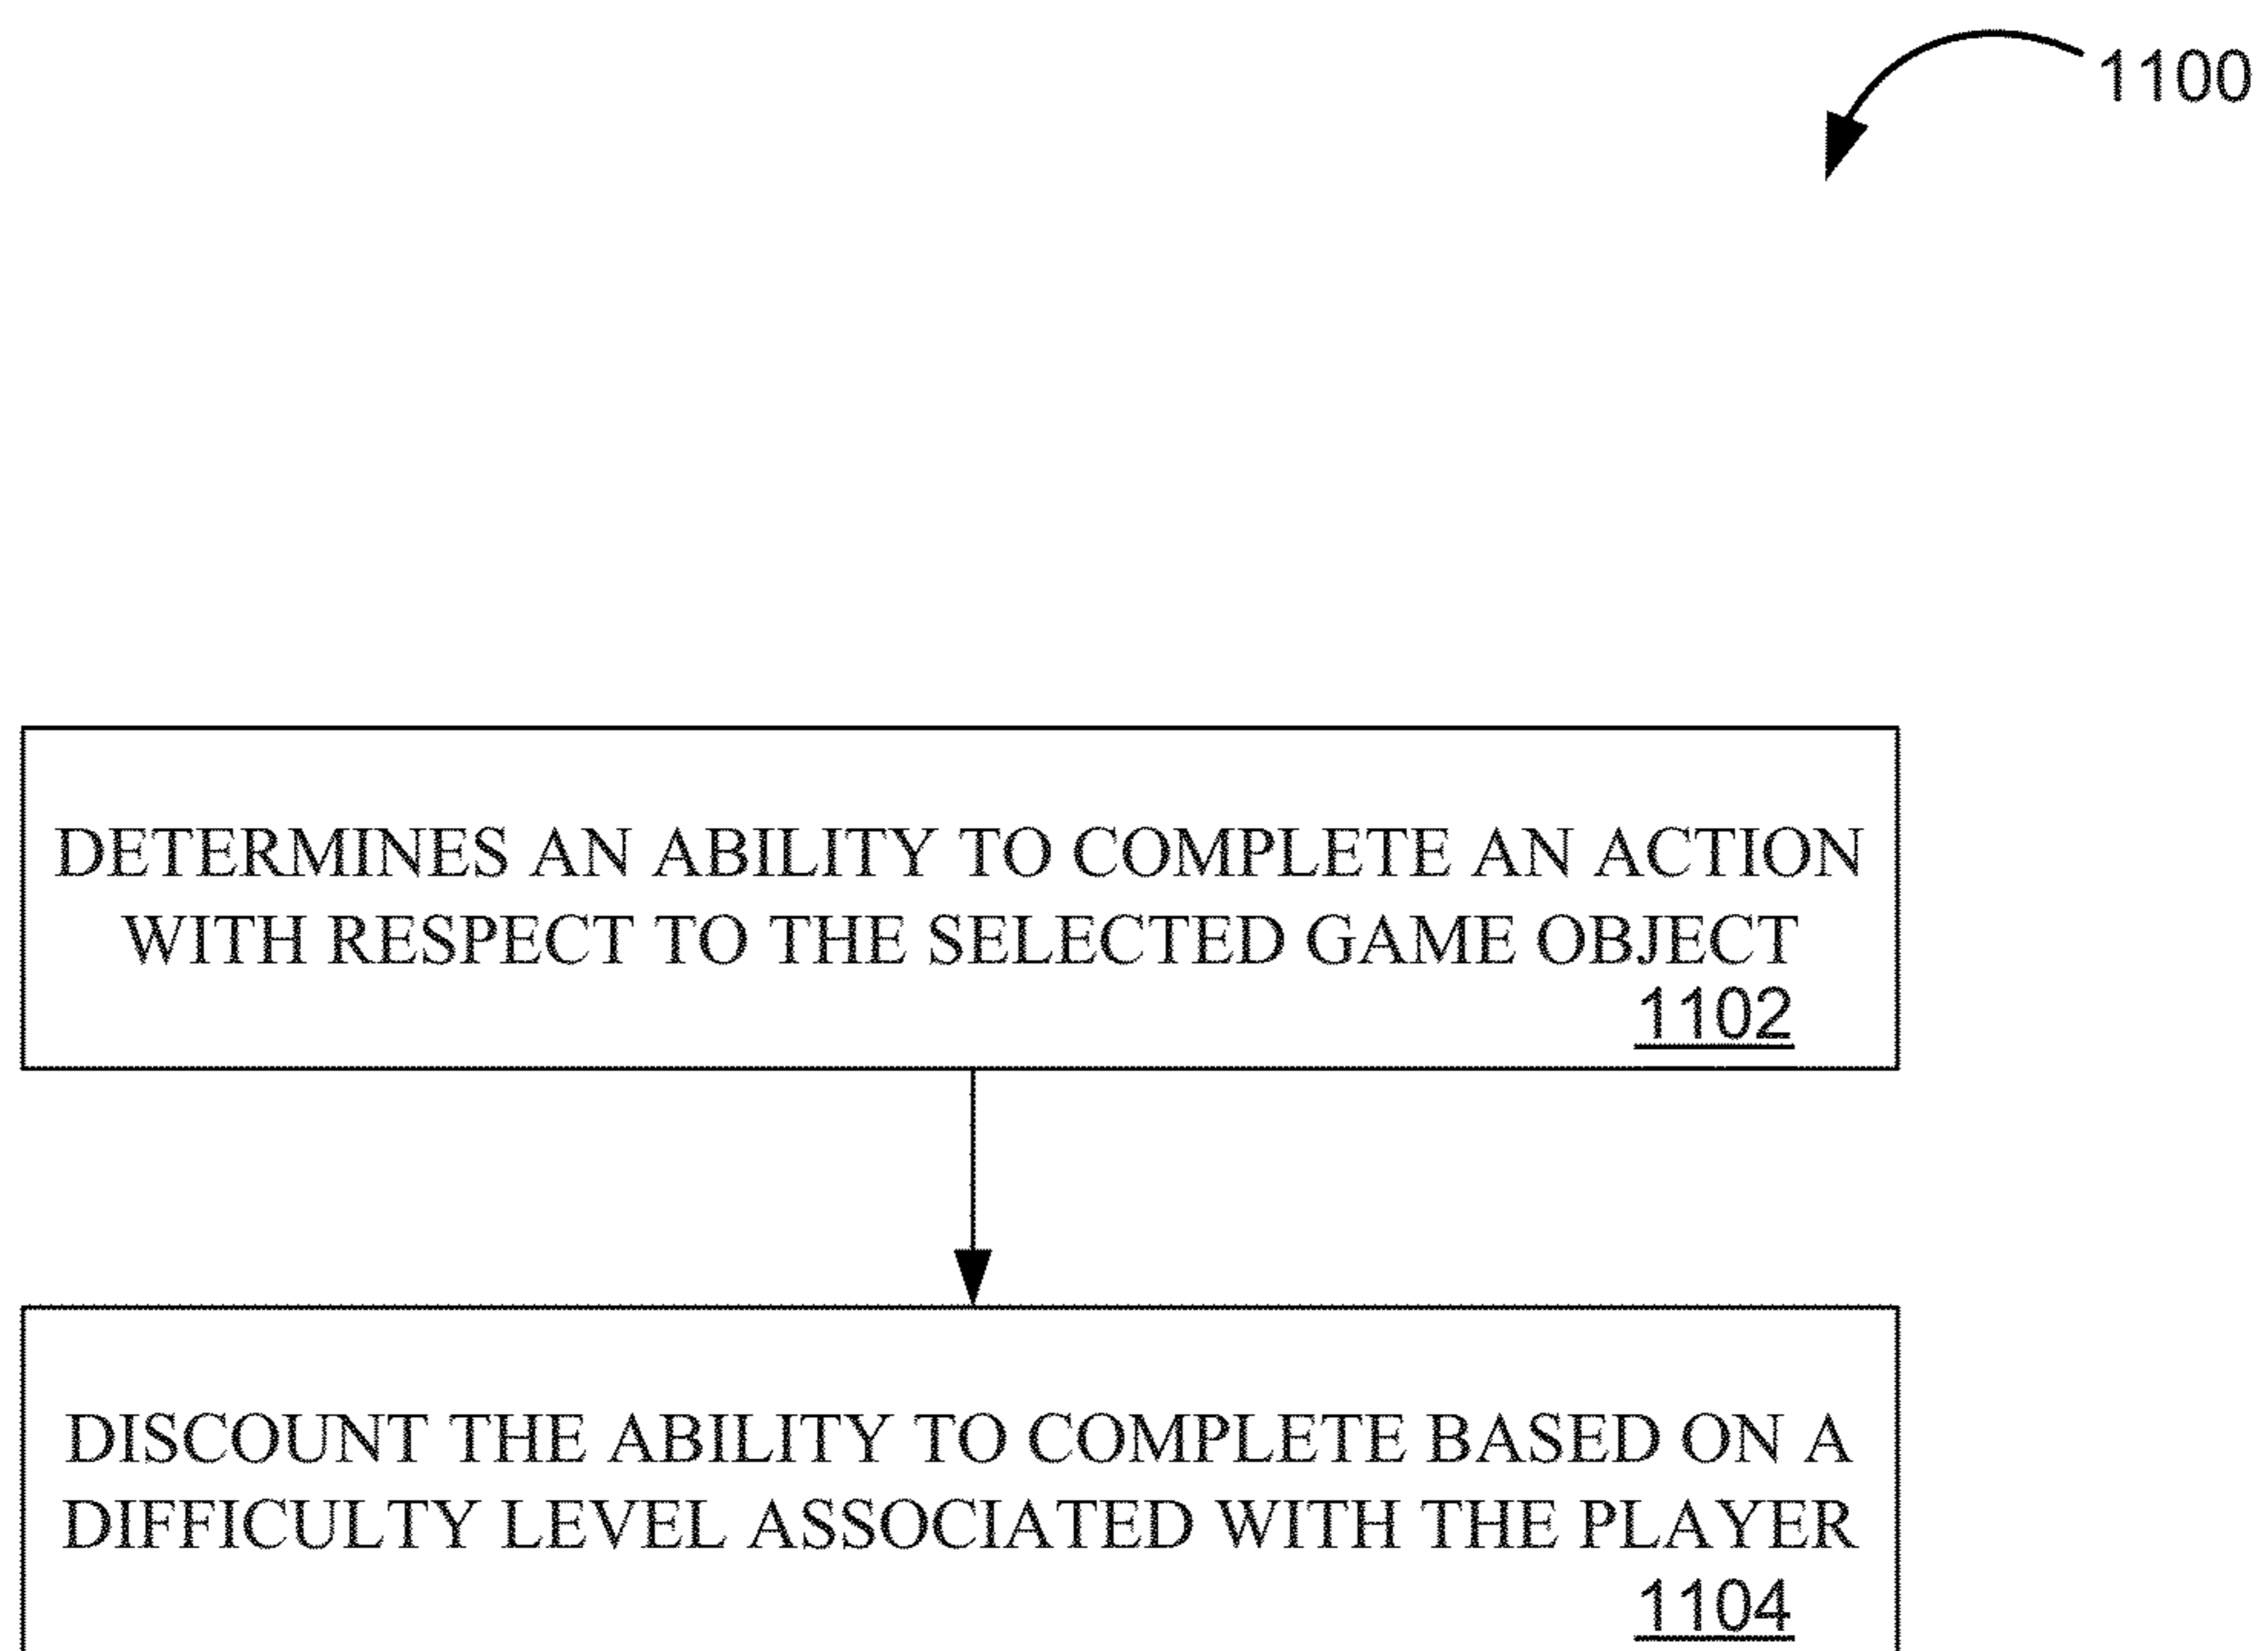 1100
DETERMINES AN ABILITY TO COMPLETE AN ACTION
WITH RESPECT TO THE SELECTED GAME OBJECT
1102
DISCOUNT THE ABILITY TO COMPLETE BASED ON A
DIFFICULTY LEVEL ASSOCIATED WITH THE PLAYER
1104